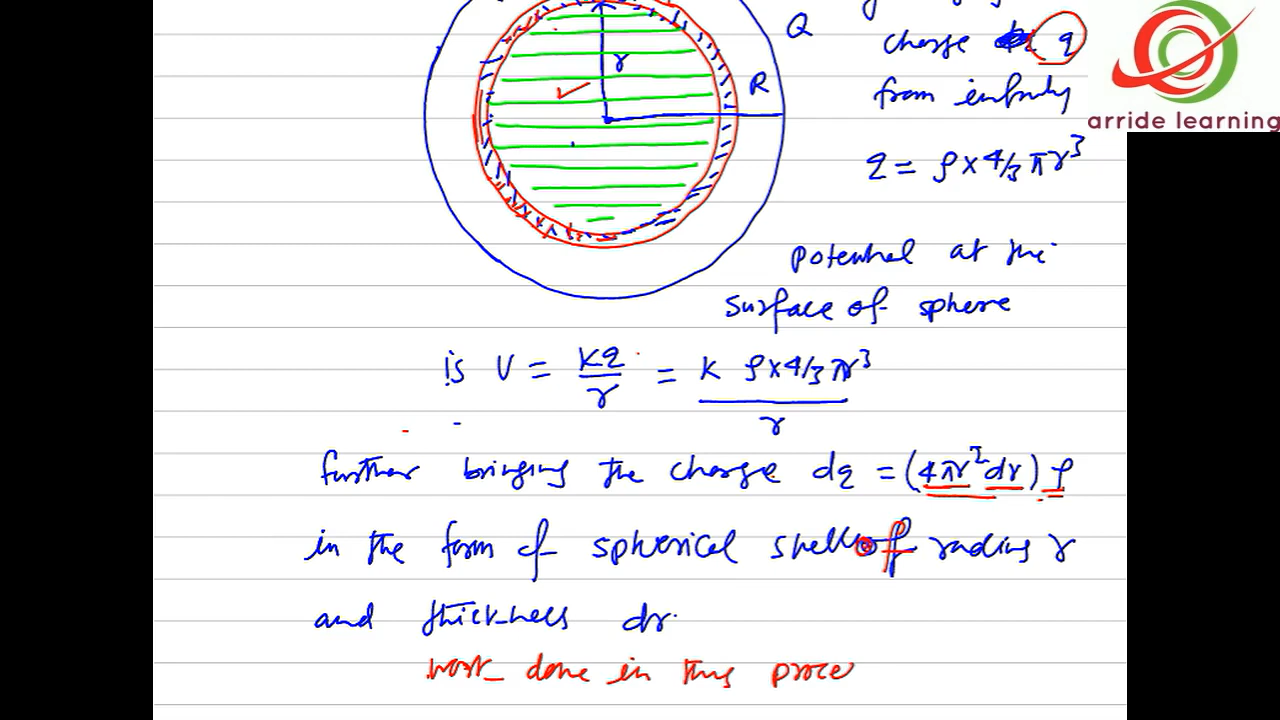 Q
charge q
r
R
from infinity
arride learning
q = ρ×4/3 πr³
potential at the
surface of sphere
is V = Kq/r = K ρ×4/3 πr³/r
further bringing the charge dq = (4πr²dr) ρ
in the form of spherical shell of radius r
and thickness dr.
work done in this proce